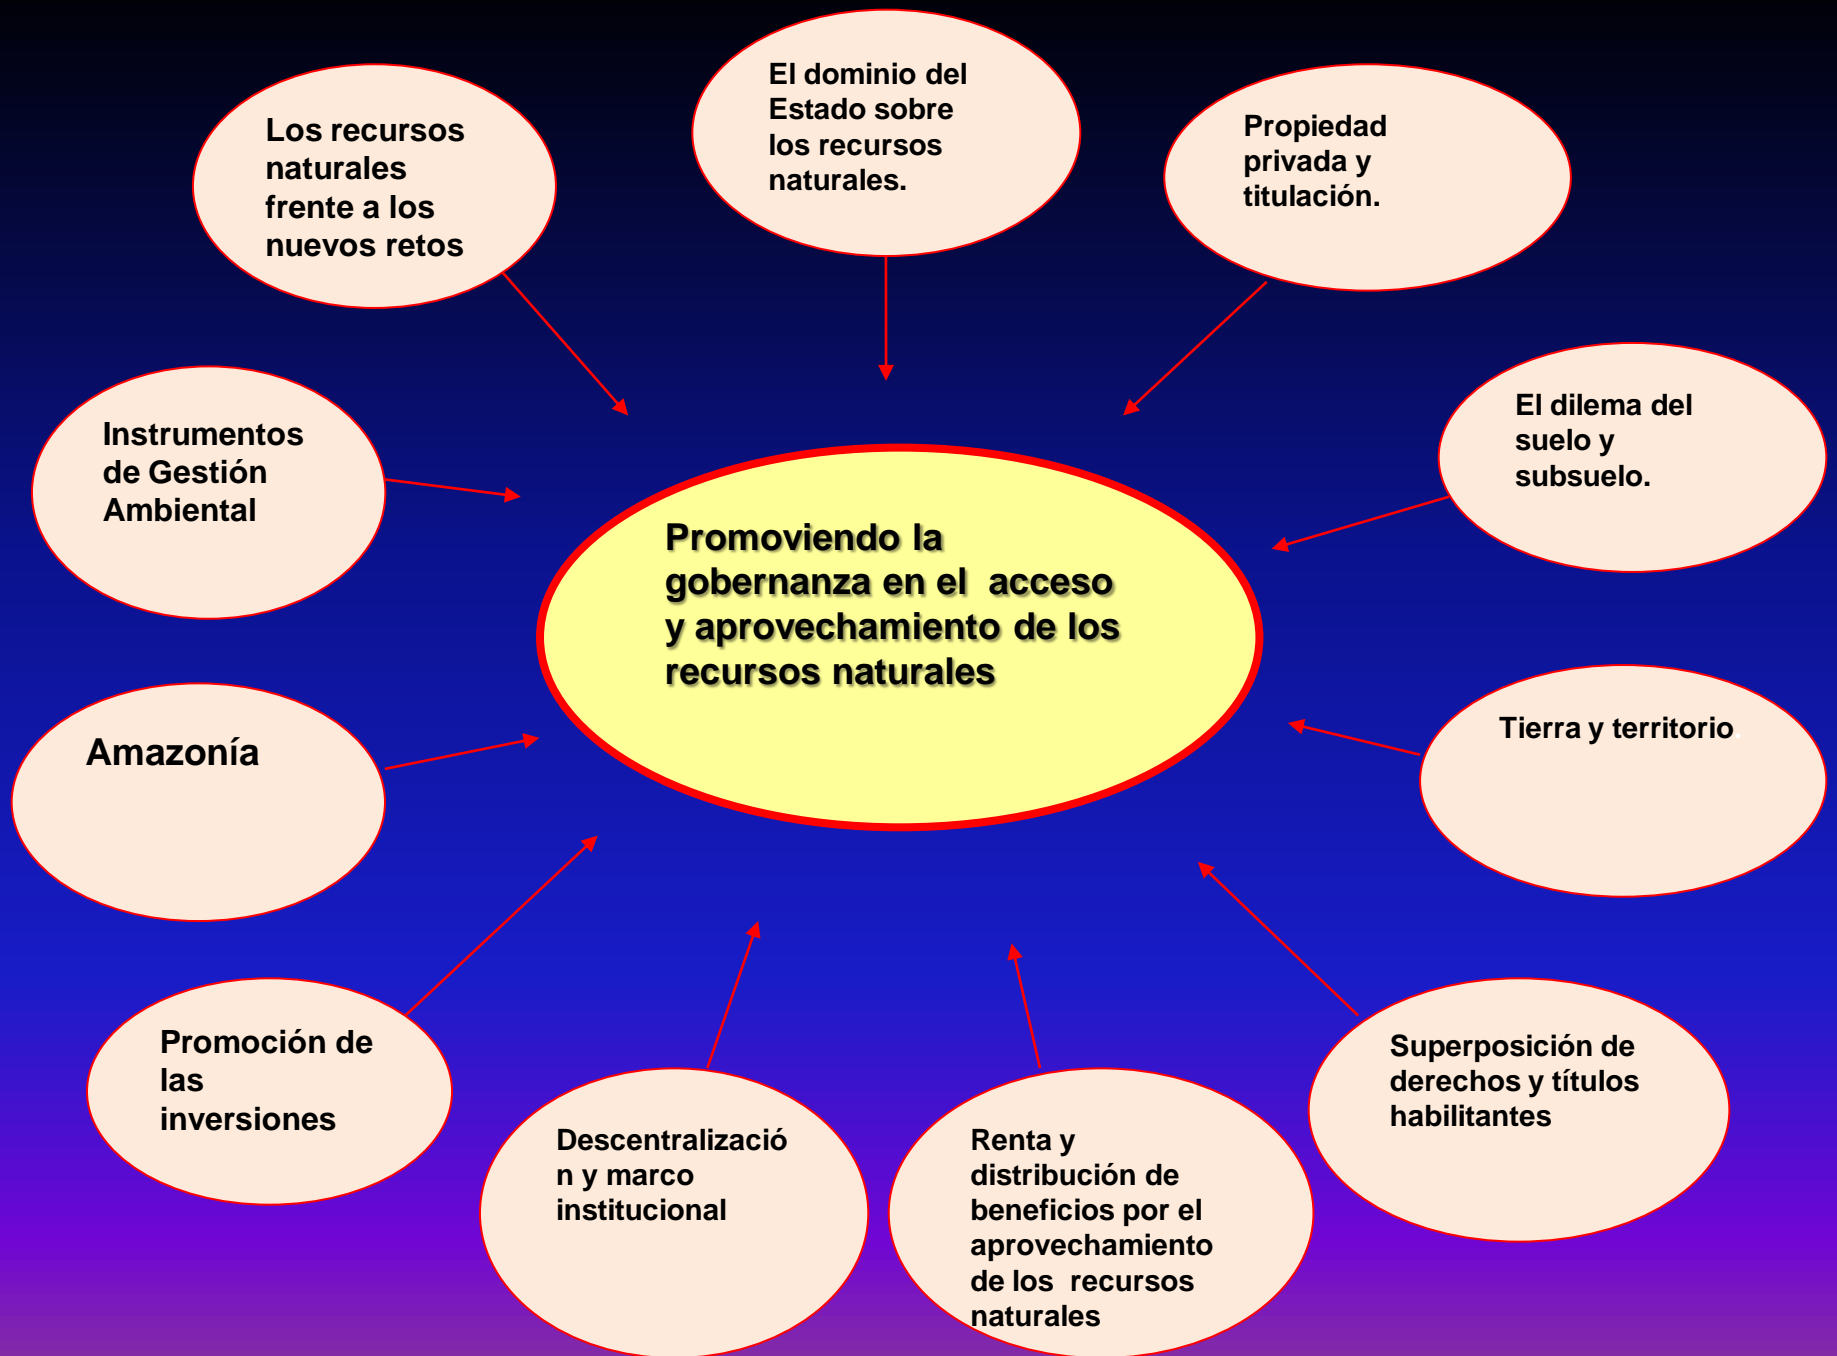 El dominio del
Estado sobre
los recursos
naturales.
Los recursos
naturales
frente a los
nuevos retos
Propiedad
privada y
titulación.
Instrumentos
de Gestión
Ambiental
El dilema del
suelo y
subsuelo.
Promoviendo la
gobernanza en el  acceso
y aprovechamiento de los
recursos naturales
Amazonía
Tierra y territorio.
Promoción de
las
inversiones
Descentralizació
n y marco
institucional
Renta y
distribución de
beneficios por el
aprovechamiento
de los  recursos
naturales
Superposición de
derechos y títulos
habilitantes